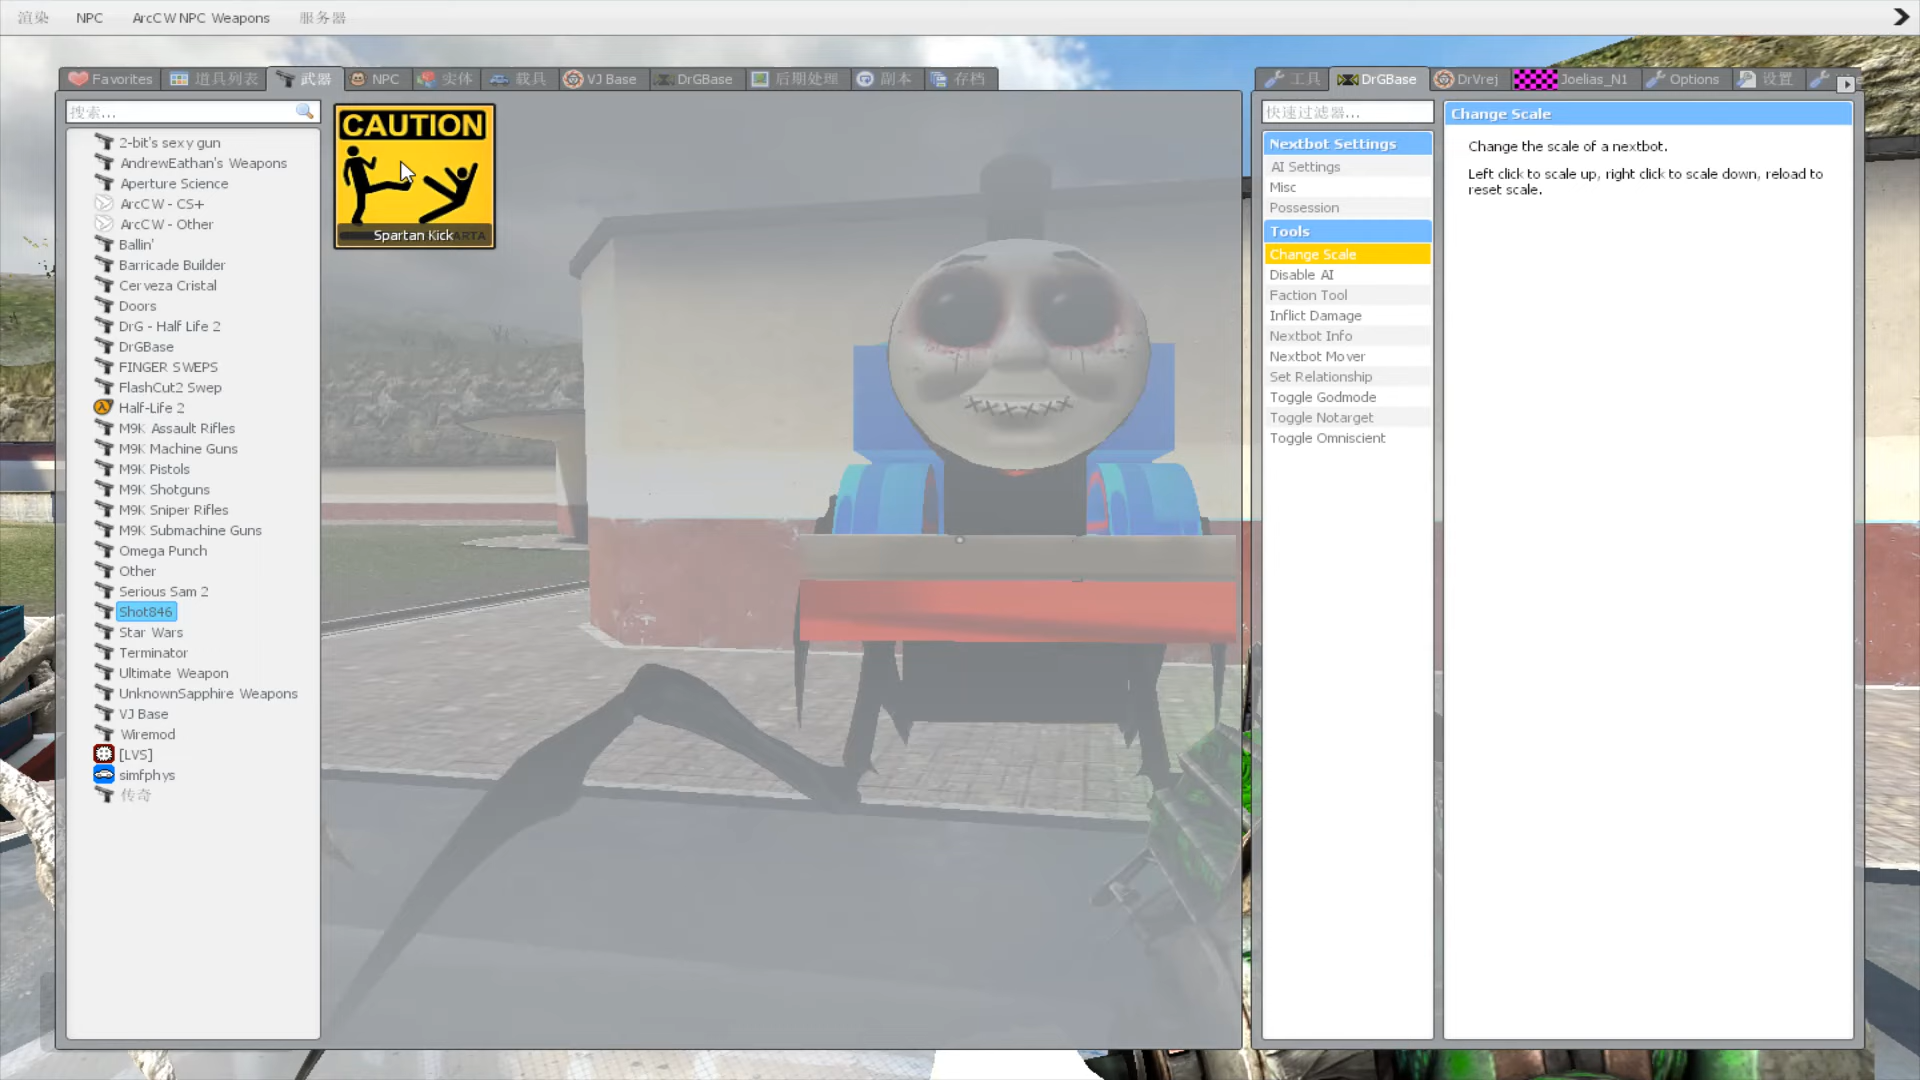 渲染 NPC ArcCW NPC Weapons 服务器
Favorites 道具列表 武器 NPC 实体 载具 VJ Base DrGBase 后期处理 副本 存档
搜索...
2-bit's sexy gun
AndrewEathan's Weapons
Aperture Science
ArcCW - CS+
ArcCW - Other
Ballin'
Barricade Builder
Cerveza Cristal
Doors
DrG - Half Life 2
DrGBase
FINGER SWEPS
FlashCut2 Swep
Half-Life 2
M9K Assault Rifles
M9K Machine Guns
M9K Pistols
M9K Shotguns
M9K Sniper Rifles
M9K Submachine Guns
Omega Punch
Other
Serious Sam 2
Shot846
Star Wars
Terminator
Ultimate Weapon
UnknownSapphire Weapons
VJ Base
Wiremod
[LVS]
simfphys
传奇
CAUTION
Spartan Kick
工具 DrGBase DrVrej Joelias_N1 Options 设置
快速过滤器...
Nextbot Settings
AI Settings
Misc
Possession
Tools
Change Scale
Disable AI
Faction Tool
Inflict Damage
Nextbot Info
Nextbot Mover
Set Relationship
Toggle Godmode
Toggle Notarget
Toggle Omniscient
Change Scale
Change the scale of a nextbot.
Left click to scale up, right click to scale down, reload to
reset scale.